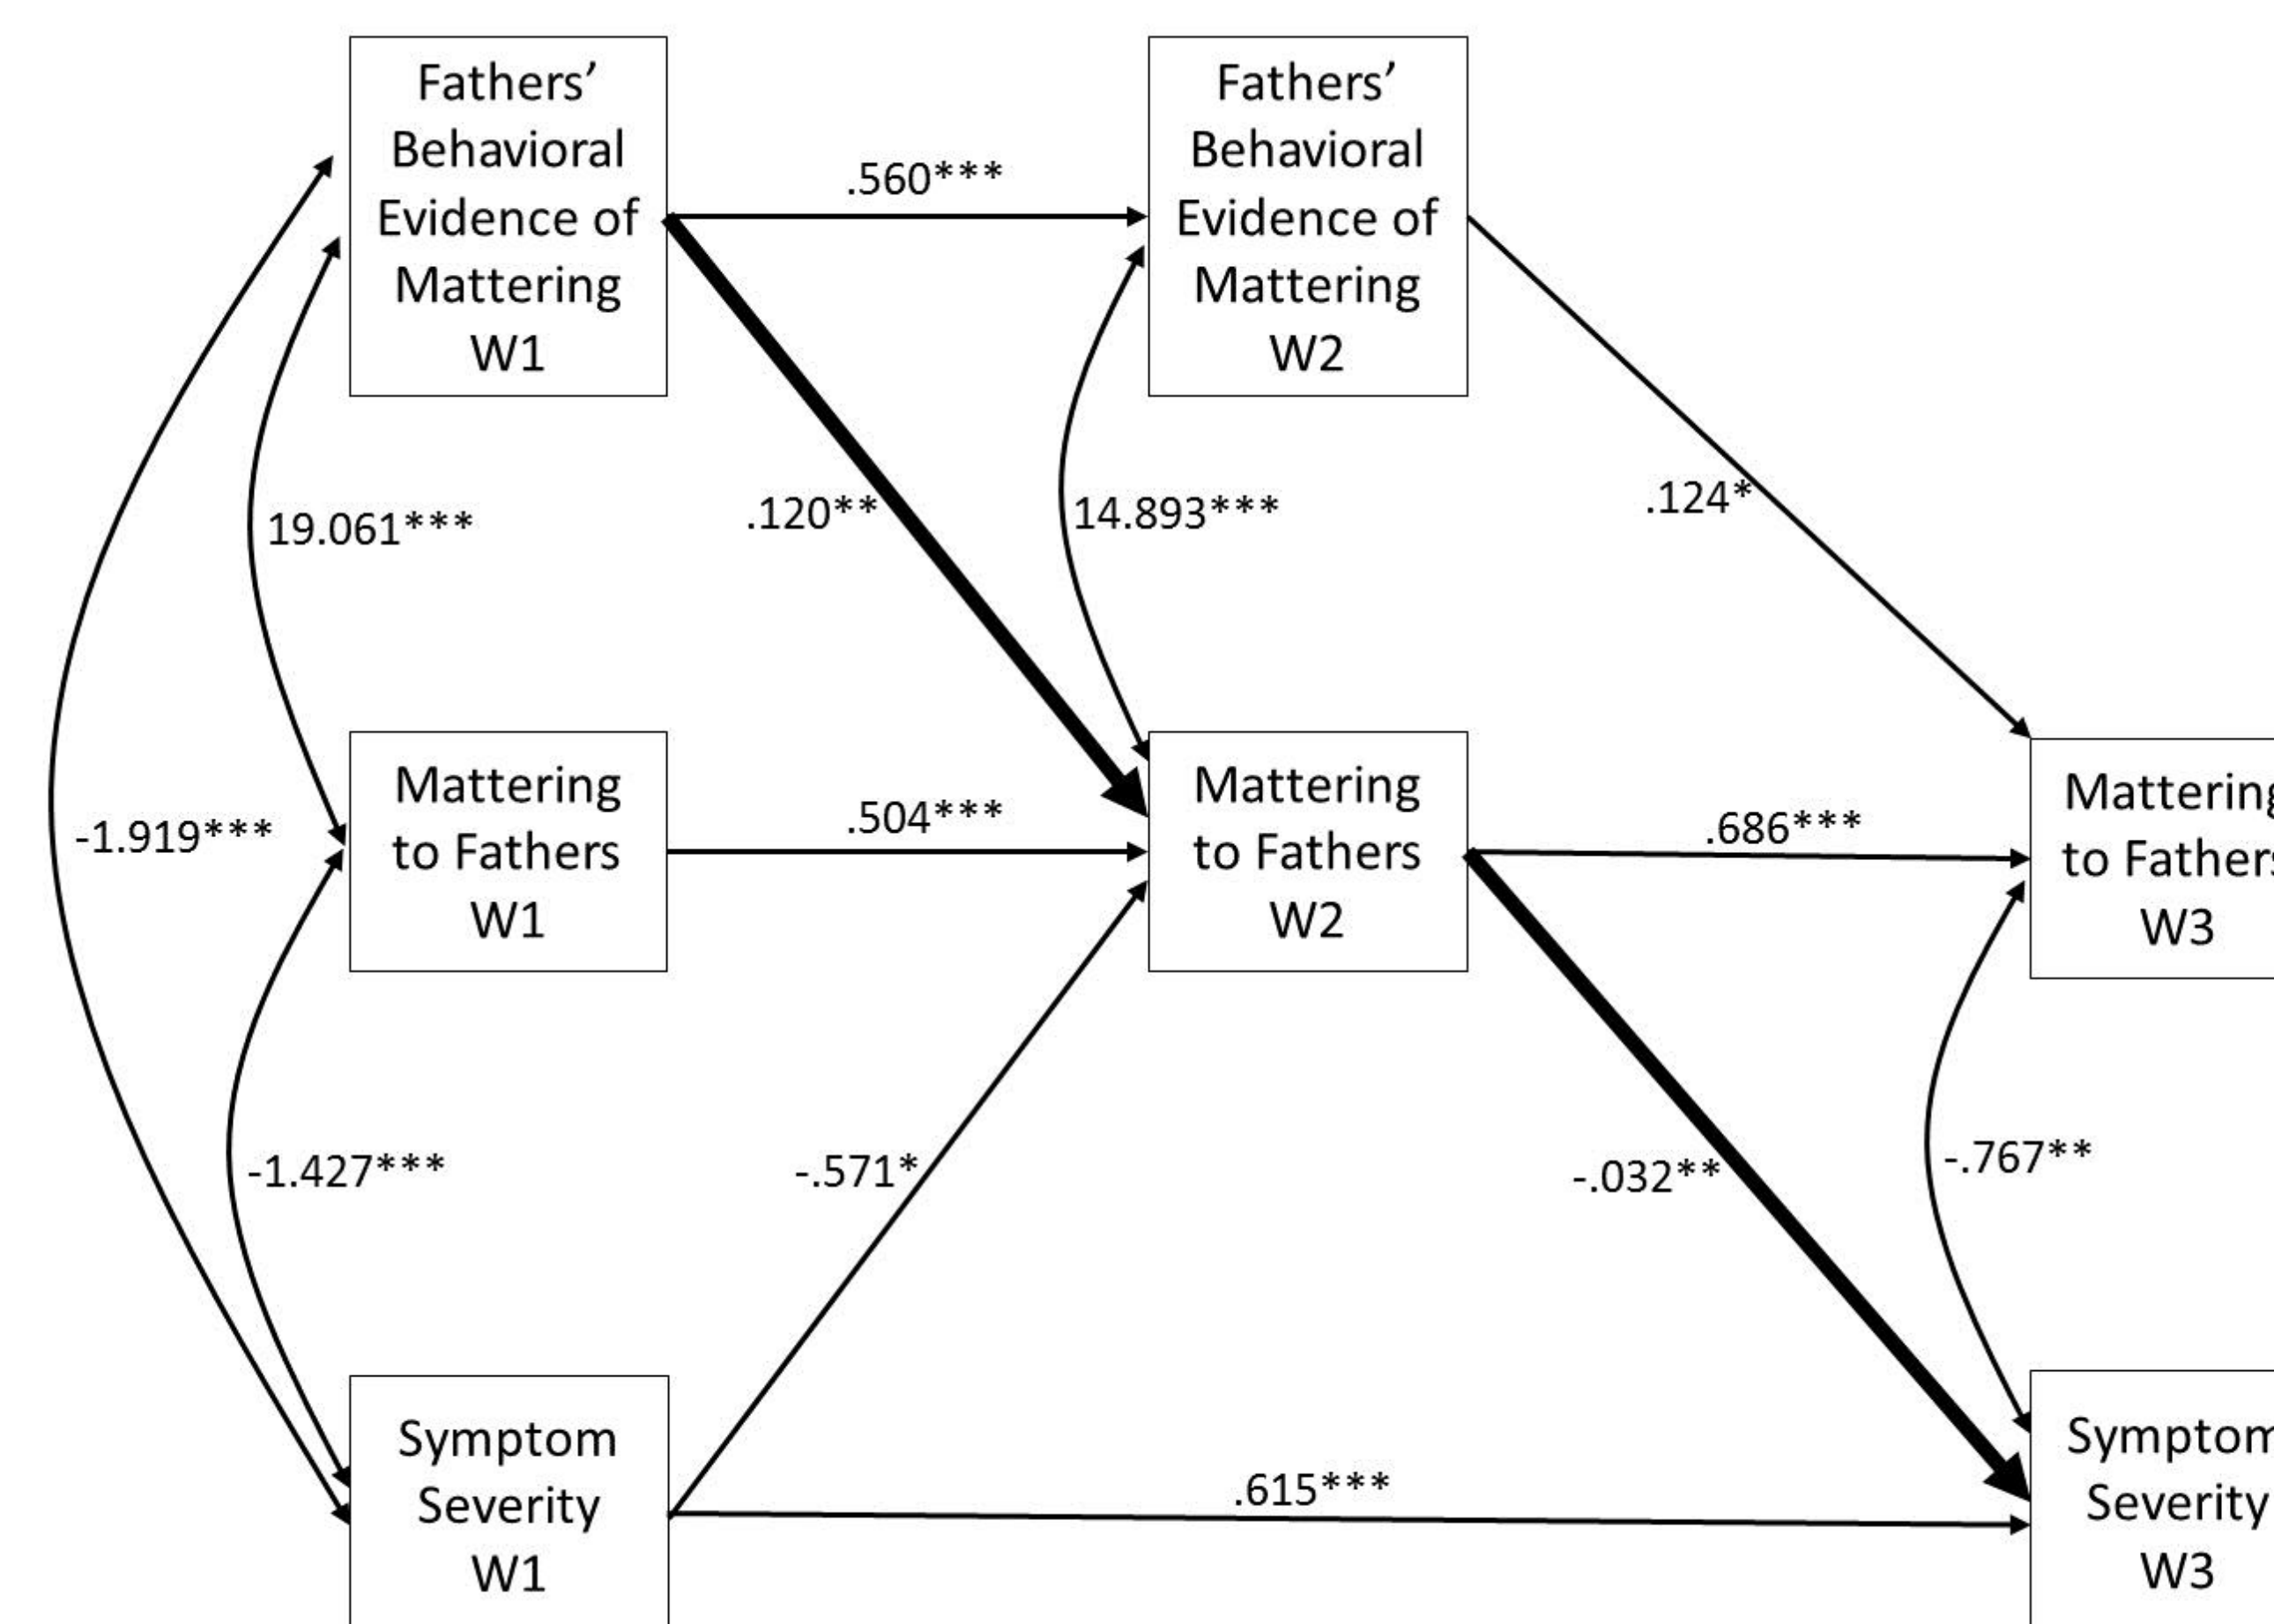 Fathers’
Behavioral
Evidence of
Mattering
W1
.560***
Fathers’
Behavioral
Evidence of
Mattering
W2
19.061***
.120**
14.893***
.124*
Mattering
to Fathers
W1
-1.919***
.504***
Mattering
to Fathers
W2
.686***
Mattering
to Fathers
W3
-1.427***
-.571*
-.032**
-.767**
Symptom
Severity
W1
.615***
Symptom
Severity
W3